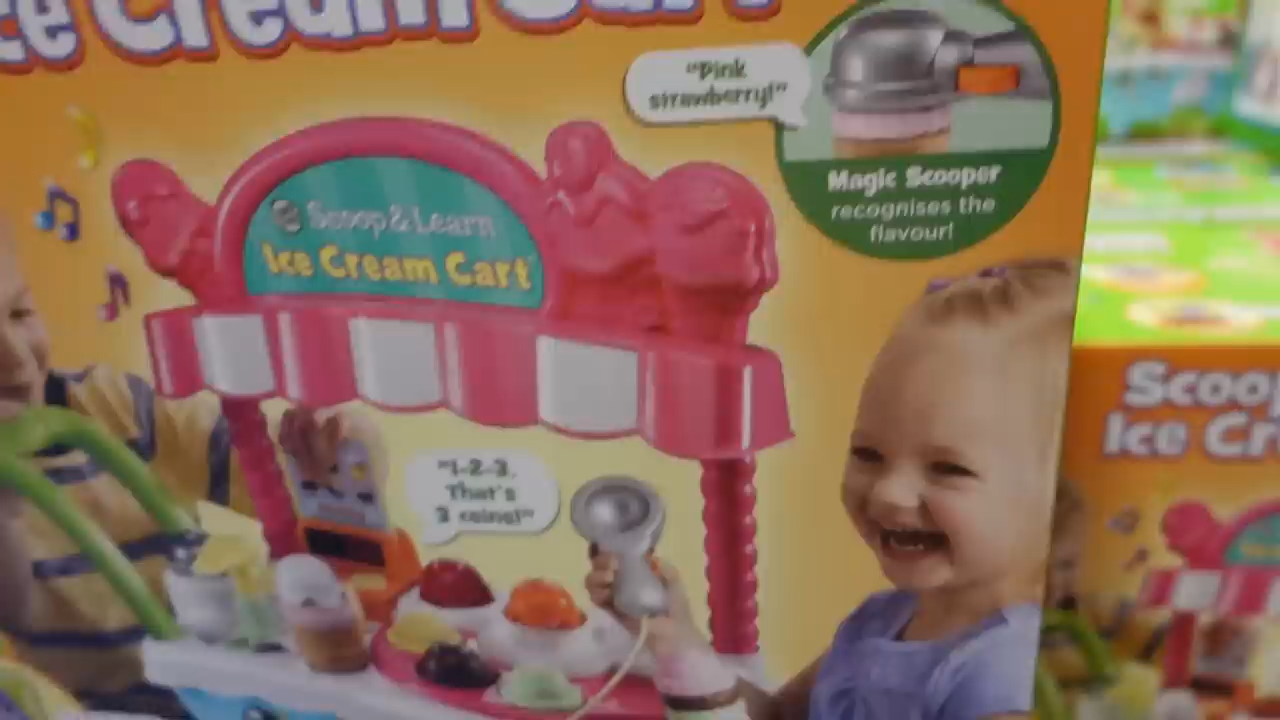 Ice Cream Cart
"Pink
strawberry!"
Magic Scooper
recognises the
flavour!
Scoop & Learn
Ice Cream Cart
"1-2-3.
That's
3 coins!"
Scoop
Ice Cr